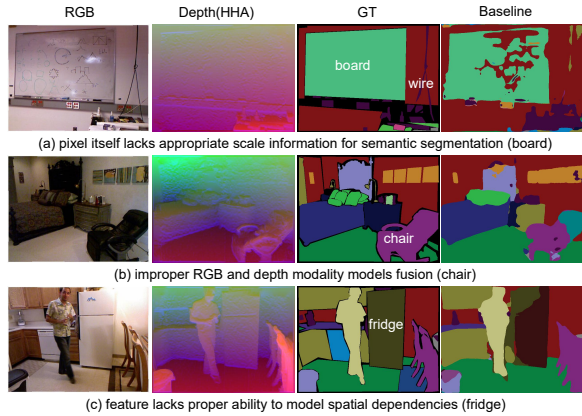 RGB Depth(HHA) GT Baseline
board
wire
(a) pixel itself lacks appropriate scale information for semantic segmentation (board)
chair
(b) improper RGB and depth modality models fusion (chair)
fridge
(c) feature lacks proper ability to model spatial dependencies (fridge)